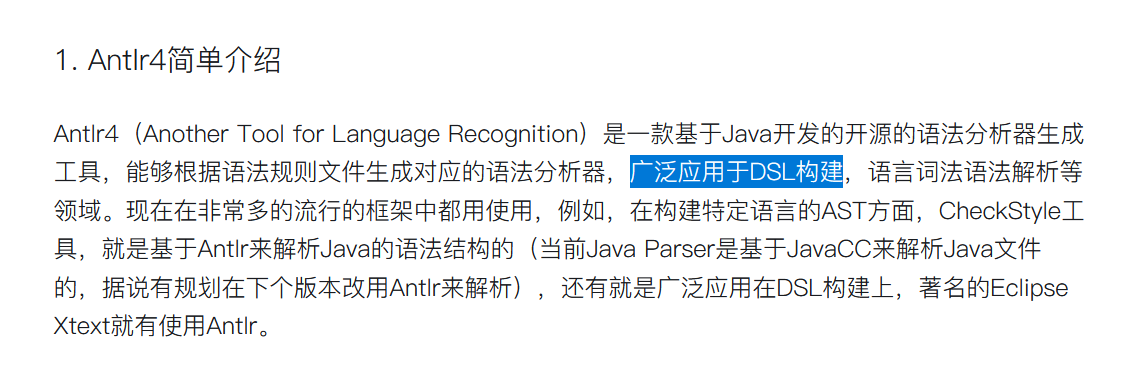 1. Antlr4简单介绍
Antlr4（Another Tool for Language Recognition）是一款基于Java开发的开源的语法分析器生成
工具，能够根据语法规则文件生成对应的语法分析器，广泛应用于DSL构建，语言词法语法解析等
领域。现在在非常多的流行的框架中都用使用，例如，在构建特定语言的AST方面，CheckStyle工
具，就是基于Antlr来解析Java的语法结构的（当前Java Parser是基于JavaCC来解析Java文件
的，据说有规划在下个版本改用Antlr来解析），还有就是广泛应用在DSL构建上，著名的Eclipse
Xtext就有使用Antlr。